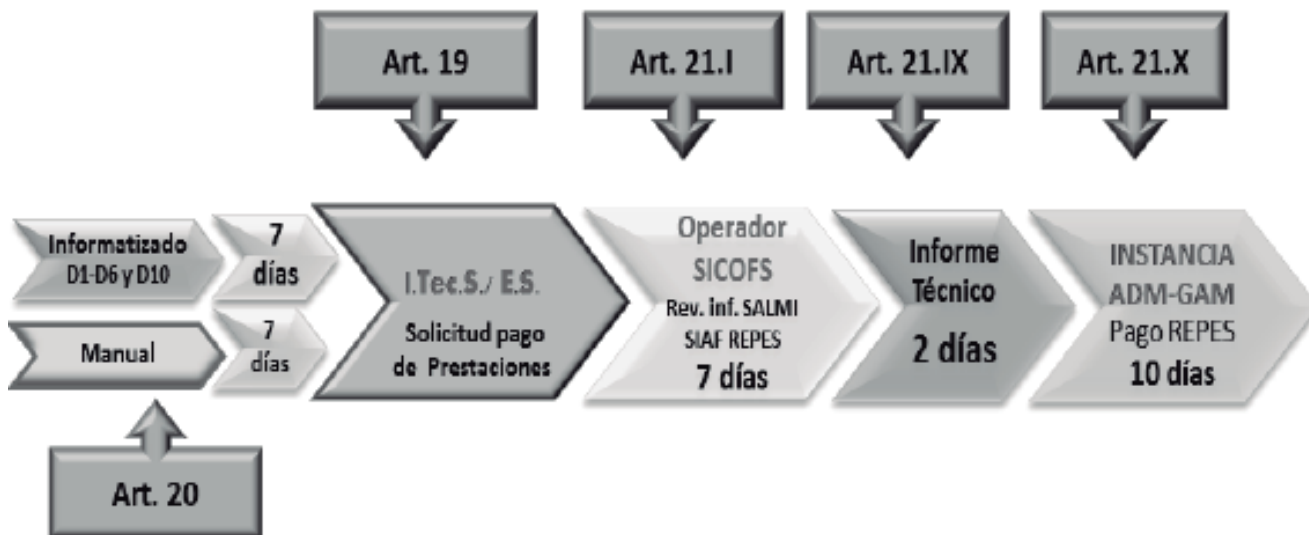 Art. 19
Art. 21.I
Art. 21.IX
Art. 21.X
Informatizado
D1-D6 y D10
7
días
Manual
7
días
I.Tec.S./ E.S.
Solicitud pago
de Prestaciones
Operador
SICOFS
Rev. inf. SALMI
SIAF REPES
7 días
Informe
Técnico
2 días
INSTANCIA
ADM-GAM
Pago REPES
10 días
Art. 20